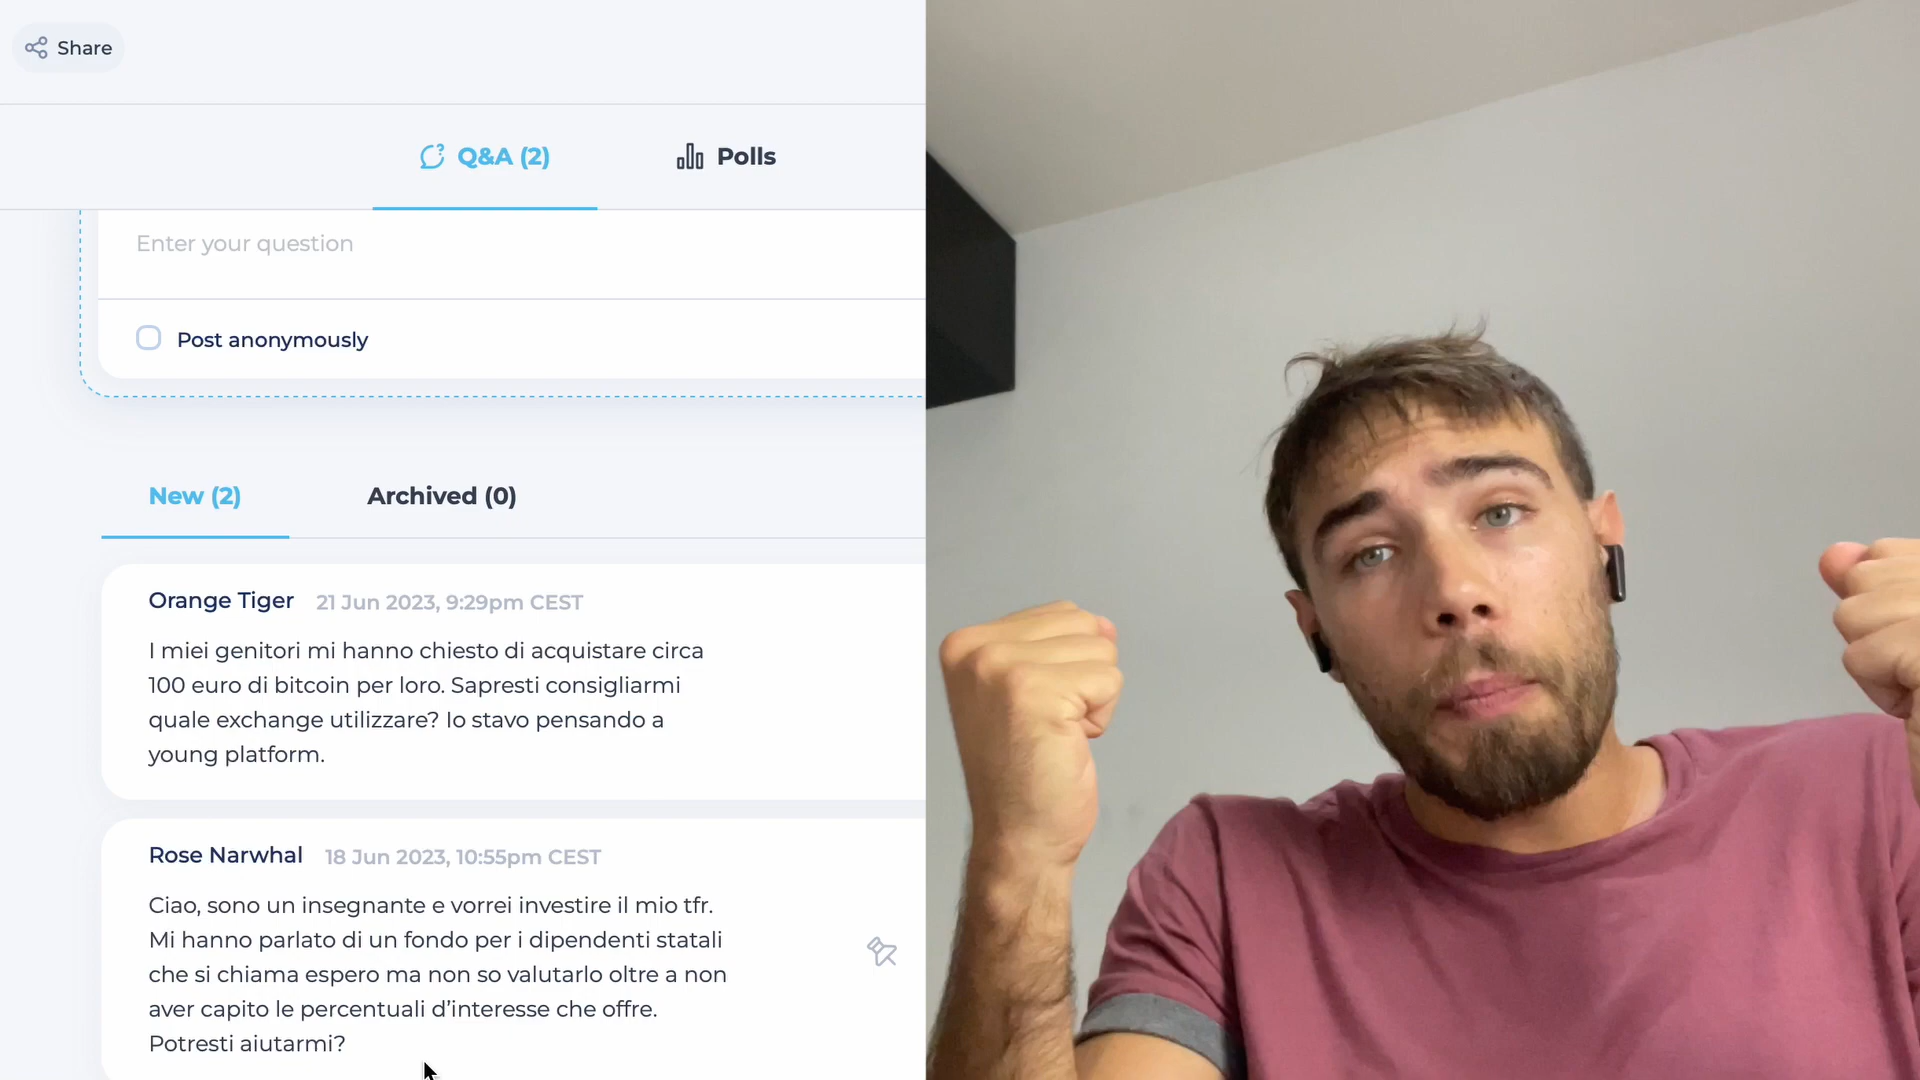 Share
Q&A (2)
Polls
Enter your question
Post anonymously
New (2)
Archived (0)
Orange Tiger 21 Jun 2023, 9:29pm CEST
I miei genitori mi hanno chiesto di acquistare circa
100 euro di bitcoin per loro. Sapresti consigliarmi
quale exchange utilizzare? Io stavo pensando a
young platform.
Rose Narwhal 18 Jun 2023, 10:55pm CEST
Ciao, sono un insegnante e vorrei investire il mio tfr.
Mi hanno parlato di un fondo per i dipendenti statali
che si chiama espero ma non so valutarlo oltre a non
aver capito le percentuali d’interesse che offre.
Potresti aiutarmi?